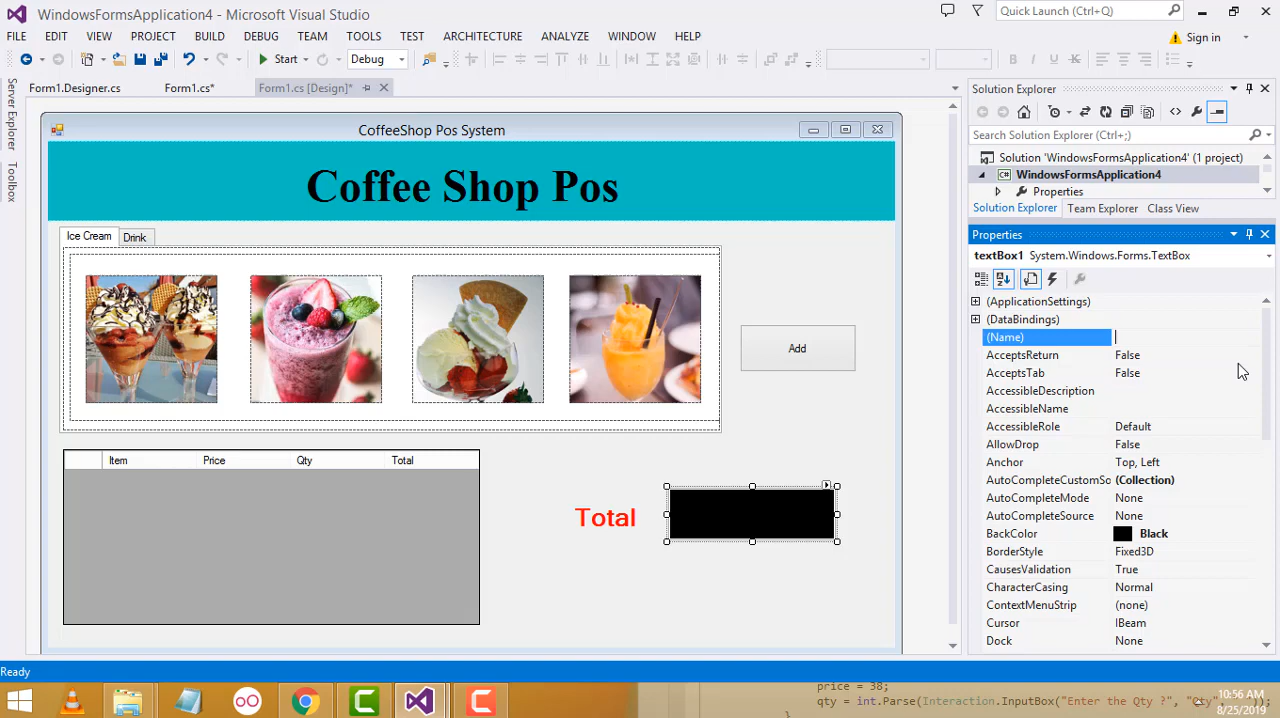 WindowsFormsApplication4 - Microsoft Visual Studio
Quick Launch (Ctrl+Q)
FILE EDIT VIEW PROJECT BUILD DEBUG TEAM TOOLS TEST ARCHITECTURE ANALYZE WINDOW HELP
Sign in
Start Debug
B I U
Server Explorer
Toolbox
Form1.Designer.cs Form1.cs* Form1.cs [Design]*
CoffeeShop Pos System
Coffee Shop Pos
Ice Cream Drink
Add
Item Price Qty Total
Total
Solution Explorer
Search Solution Explorer (Ctrl+;)
Solution 'WindowsFormsApplication4' (1 project)
C# WindowsFormsApplication4
Properties
Solution Explorer Team Explorer Class View
Properties
textBox1 System.Windows.Forms.TextBox
(ApplicationSettings)
(DataBindings)
(Name)
AcceptsReturn False
AcceptsTab False
AccessibleDescription
AccessibleName
AccessibleRole Default
AllowDrop False
Anchor Top, Left
AutoCompleteCustomSo (Collection)
AutoCompleteMode None
AutoCompleteSource None
BackColor Black
BorderStyle Fixed3D
CausesValidation True
CharacterCasing Normal
ContextMenuStrip (none)
Cursor IBeam
Dock None
Ready
price = 38;
qty = int.Parse(Interaction.InputBox("Enter the Qty ?", "Qty"
10:56 AM
8/25/2019